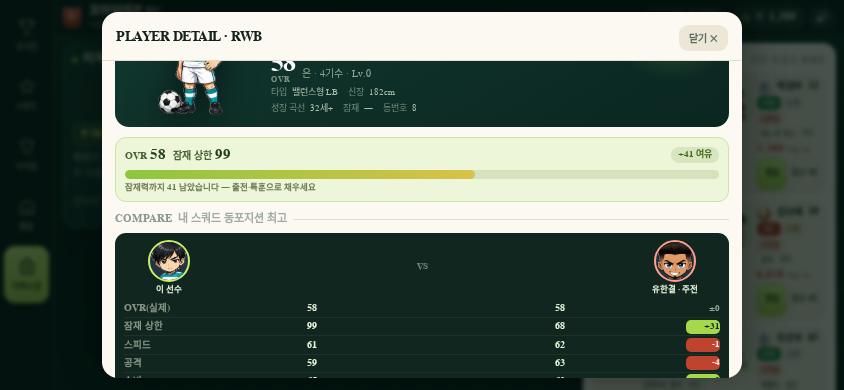 PLAYER DETAIL · RWB
닫기 ×
58
OVR
은 · 4기수 · Lv.0
타입 밸런스형 LB 신장 182cm
성장 곡선 32세+ 잠재 — 등번호 8
OVR 58 잠재 상한 99
+41 여유
잠재력까지 41 남았습니다 — 출전·특훈으로 채우세요
COMPARE 내 스쿼드 동포지션 최고
VS
이 선수
유한결 · 주전
OVR(실제) 58 58 ±0
잠재 상한 99 68 +31
스피드 61 62 -1
공격 59 63 -4